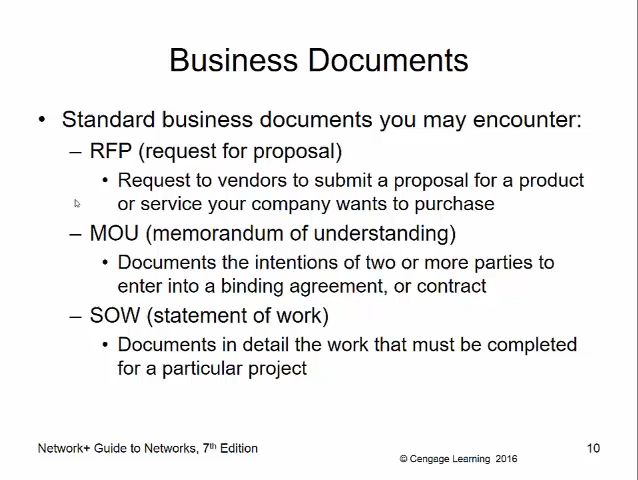 Business Documents
• Standard business documents you may encounter:
– RFP (request for proposal)
• Request to vendors to submit a proposal for a product
or service your company wants to purchase
– MOU (memorandum of understanding)
• Documents the intentions of two or more parties to
enter into a binding agreement, or contract
– SOW (statement of work)
• Documents in detail the work that must be completed
for a particular project
Network+ Guide to Networks, 7th Edition
© Cengage Learning 2016
10